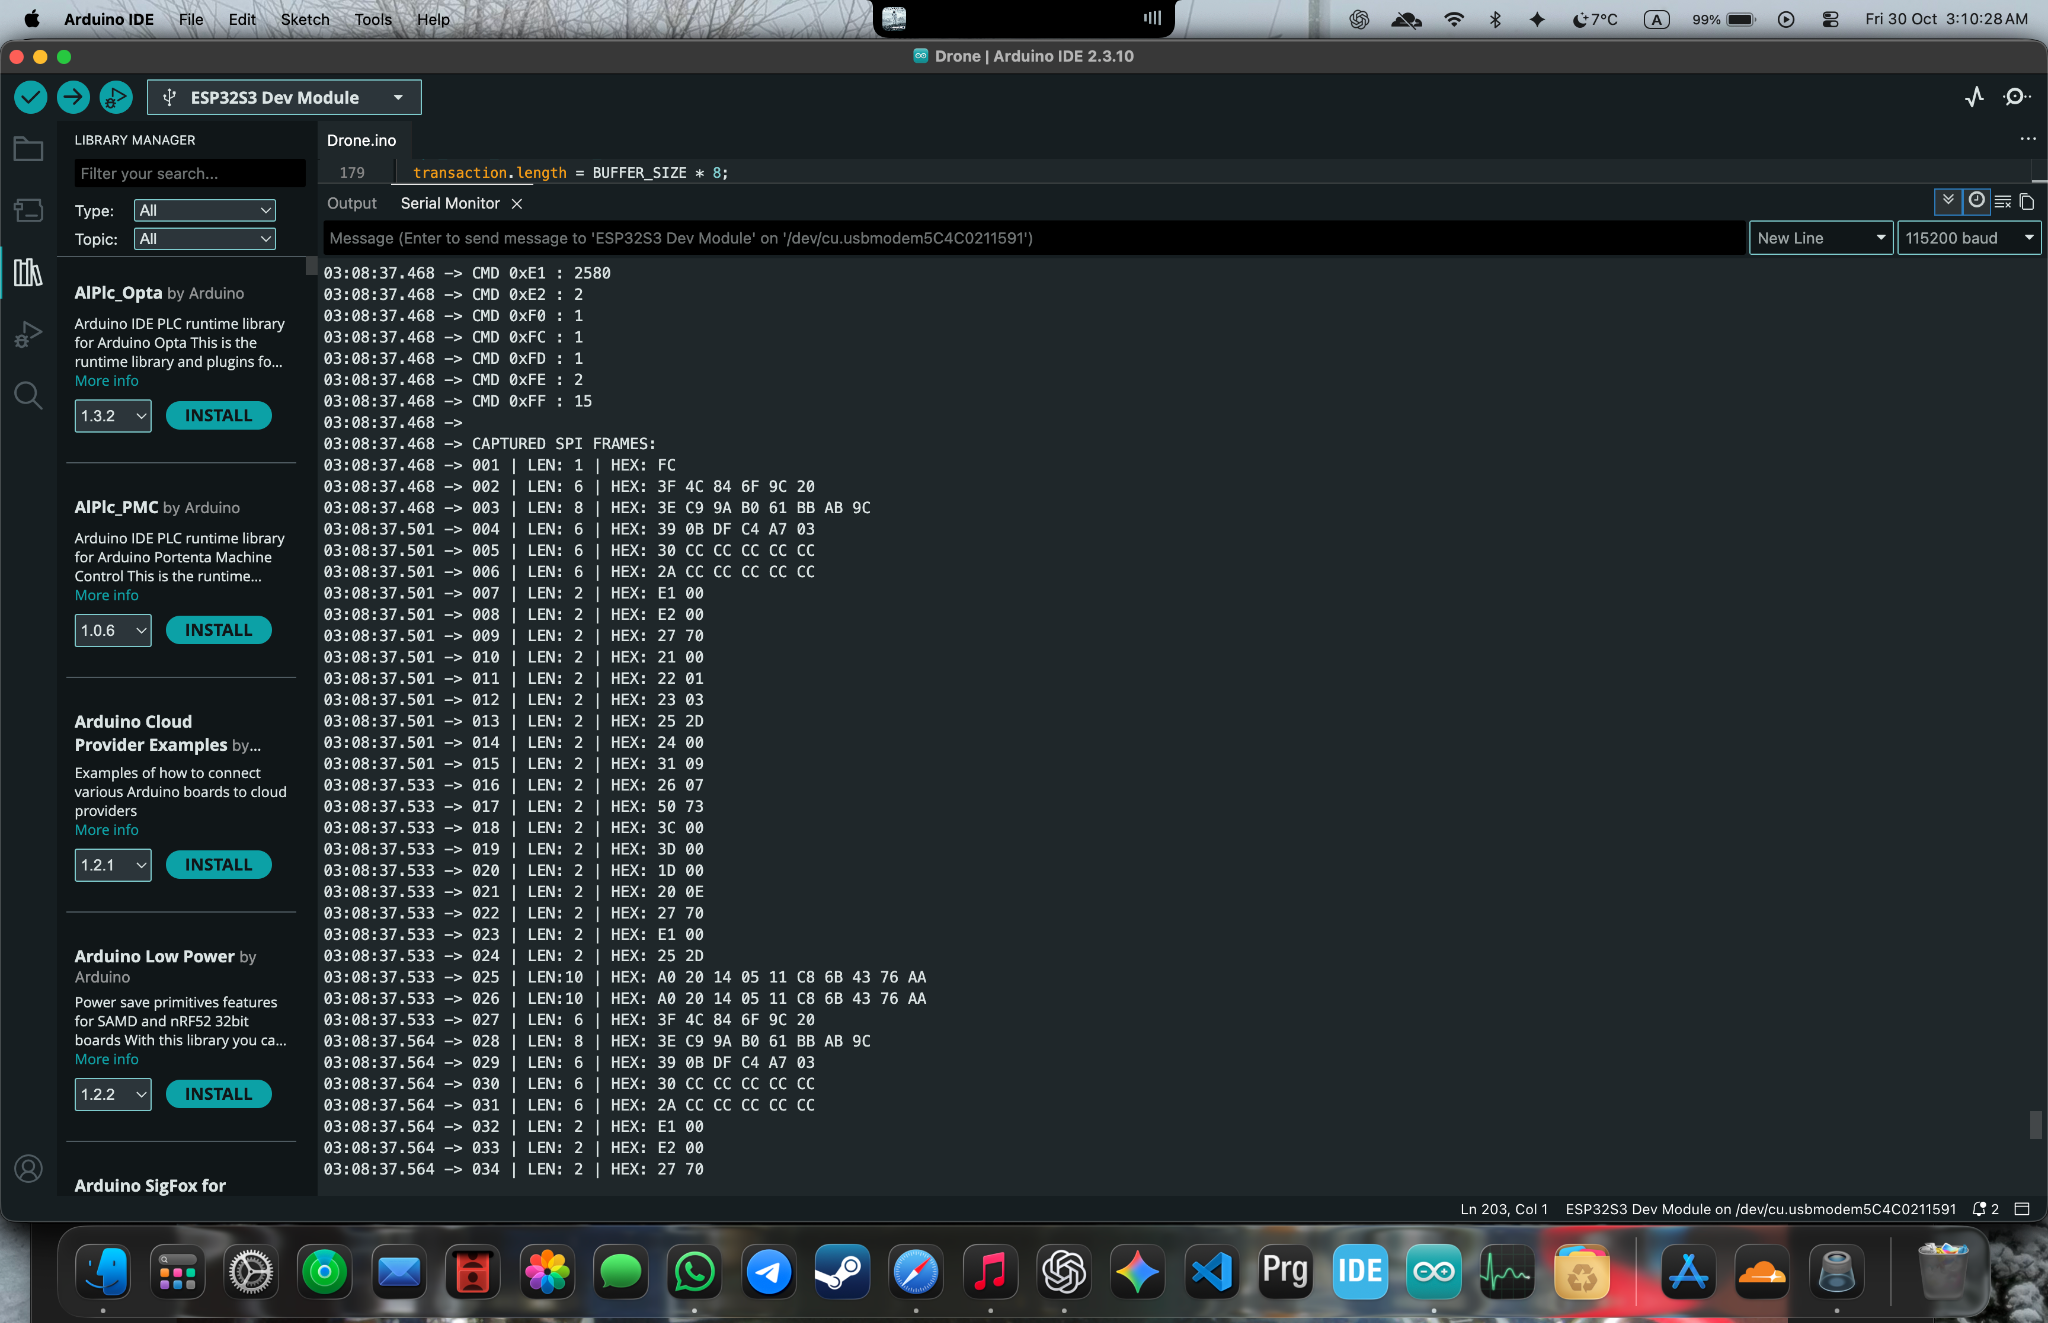 Arduino IDE File Edit Sketch Tools Help
7°C A 99% Fri 30 Oct 3:10:28 AM
Drone | Arduino IDE 2.3.10
ESP32S3 Dev Module
LIBRARY MANAGER
Filter your search...
Type: All
Topic: All
AlPlc_Opta by Arduino
Arduino IDE PLC runtime library
for Arduino Opta This is the
runtime library and plugins fo...
More info
1.3.2 INSTALL
AlPlc_PMC by Arduino
Arduino IDE PLC runtime library
for Arduino Portenta Machine
Control This is the runtime...
More info
1.0.6 INSTALL
Arduino Cloud
Provider Examples by...
Examples of how to connect
various Arduino boards to cloud
providers
More info
1.2.1 INSTALL
Arduino Low Power by
Arduino
Power save primitives features
for SAMD and nRF52 32bit
boards With this library you ca...
More info
1.2.2 INSTALL
Arduino SigFox for
Drone.ino
179 transaction.length = BUFFER_SIZE * 8;
Output Serial Monitor
Message (Enter to send message to 'ESP32S3 Dev Module' on '/dev/cu.usbmodem5C4C0211591') New Line 115200 baud
03:08:37.468 -> CMD 0xE1 : 2580
03:08:37.468 -> CMD 0xE2 : 2
03:08:37.468 -> CMD 0xF0 : 1
03:08:37.468 -> CMD 0xFC : 1
03:08:37.468 -> CMD 0xFD : 1
03:08:37.468 -> CMD 0xFE : 2
03:08:37.468 -> CMD 0xFF : 15
03:08:37.468 ->
03:08:37.468 -> CAPTURED SPI FRAMES:
03:08:37.468 -> 001 | LEN: 1 | HEX: FC
03:08:37.468 -> 002 | LEN: 6 | HEX: 3F 4C 84 6F 9C 20
03:08:37.468 -> 003 | LEN: 8 | HEX: 3E C9 9A B0 61 BB AB 9C
03:08:37.501 -> 004 | LEN: 6 | HEX: 39 0B DF C4 A7 03
03:08:37.501 -> 005 | LEN: 6 | HEX: 30 CC CC CC CC CC
03:08:37.501 -> 006 | LEN: 6 | HEX: 2A CC CC CC CC CC
03:08:37.501 -> 007 | LEN: 2 | HEX: E1 00
03:08:37.501 -> 008 | LEN: 2 | HEX: E2 00
03:08:37.501 -> 009 | LEN: 2 | HEX: 27 70
03:08:37.501 -> 010 | LEN: 2 | HEX: 21 00
03:08:37.501 -> 011 | LEN: 2 | HEX: 22 01
03:08:37.501 -> 012 | LEN: 2 | HEX: 23 03
03:08:37.501 -> 013 | LEN: 2 | HEX: 25 2D
03:08:37.501 -> 014 | LEN: 2 | HEX: 24 00
03:08:37.501 -> 015 | LEN: 2 | HEX: 31 09
03:08:37.533 -> 016 | LEN: 2 | HEX: 26 07
03:08:37.533 -> 017 | LEN: 2 | HEX: 50 73
03:08:37.533 -> 018 | LEN: 2 | HEX: 3C 00
03:08:37.533 -> 019 | LEN: 2 | HEX: 3D 00
03:08:37.533 -> 020 | LEN: 2 | HEX: 1D 00
03:08:37.533 -> 021 | LEN: 2 | HEX: 20 0E
03:08:37.533 -> 022 | LEN: 2 | HEX: 27 70
03:08:37.533 -> 023 | LEN: 2 | HEX: E1 00
03:08:37.533 -> 024 | LEN: 2 | HEX: 25 2D
03:08:37.533 -> 025 | LEN:10 | HEX: A0 20 14 05 11 C8 6B 43 76 AA
03:08:37.533 -> 026 | LEN:10 | HEX: A0 20 14 05 11 C8 6B 43 76 AA
03:08:37.533 -> 027 | LEN: 6 | HEX: 3F 4C 84 6F 9C 20
03:08:37.564 -> 028 | LEN: 8 | HEX: 3E C9 9A B0 61 BB AB 9C
03:08:37.564 -> 029 | LEN: 6 | HEX: 39 0B DF C4 A7 03
03:08:37.564 -> 030 | LEN: 6 | HEX: 30 CC CC CC CC CC
03:08:37.564 -> 031 | LEN: 6 | HEX: 2A CC CC CC CC CC
03:08:37.564 -> 032 | LEN: 2 | HEX: E1 00
03:08:37.564 -> 033 | LEN: 2 | HEX: E2 00
03:08:37.564 -> 034 | LEN: 2 | HEX: 27 70
Ln 203, Col 1 ESP32S3 Dev Module on /dev/cu.usbmodem5C4C0211591 2
Prg IDE